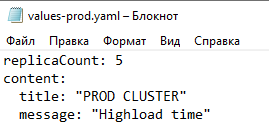 values-prod.yaml – Блокнот
Файл Правка Формат Вид Справка
replicaCount: 5
content:
  title: "PROD CLUSTER"
  message: "Highload time"